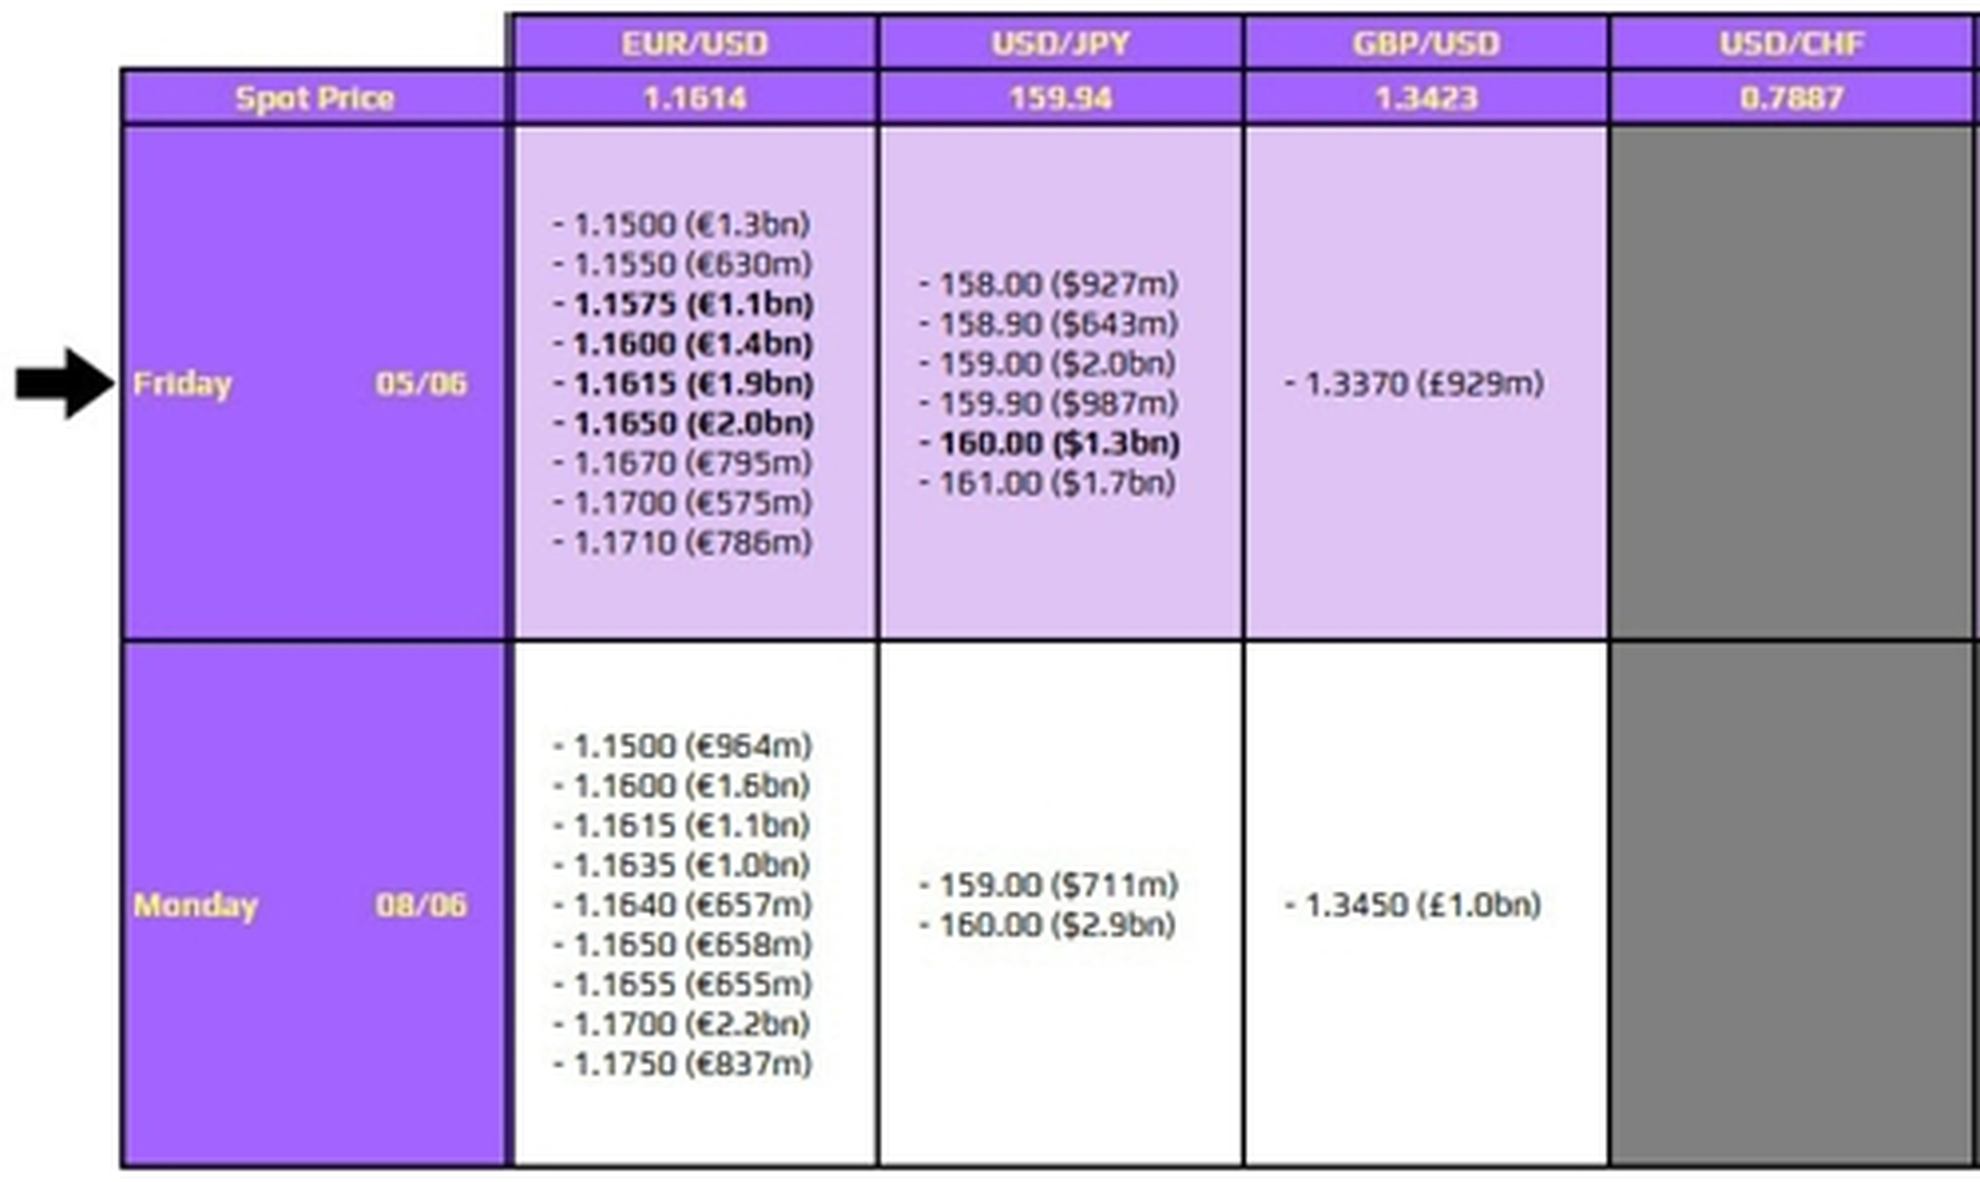 EUR/USD USD/JPY GBP/USD USD/CHF
Spot Price 1.1614 159.94 1.3423 0.7887
Friday 05/06
- 1.1500 (€1.3bn)
- 1.1550 (€630m)
- 1.1575 (€1.1bn)
- 1.1600 (€1.4bn)
- 1.1615 (€1.9bn)
- 1.1650 (€2.0bn)
- 1.1670 (€795m)
- 1.1700 (€575m)
- 1.1710 (€786m)
- 158.00 ($927m)
- 158.90 ($643m)
- 159.00 ($2.0bn)
- 159.90 ($987m)
- 160.00 ($1.3bn)
- 161.00 ($1.7bn)
- 1.3370 (£929m)
Monday 08/06
- 1.1500 (€964m)
- 1.1600 (€1.6bn)
- 1.1615 (€1.1bn)
- 1.1635 (€1.0bn)
- 1.1640 (€657m)
- 1.1650 (€658m)
- 1.1655 (€655m)
- 1.1700 (€2.2bn)
- 1.1750 (€837m)
- 159.00 ($711m)
- 160.00 ($2.9bn)
- 1.3450 (£1.0bn)